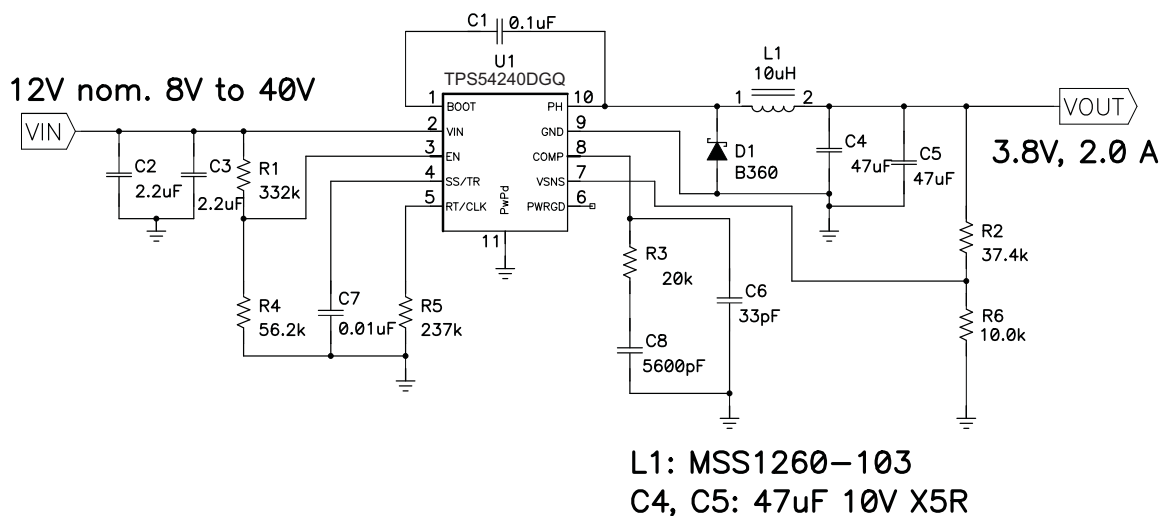 C1 0.1uF
U1
TPS54240DGQ
L1
10uH
12V nom. 8V to 40V
VIN
1 BOOT
2 VIN
3 EN
4 SS/TR
5 RT/CLK
PwPd
11
PH 10
GND 9
COMP 8
VSNS 7
PWRGD 6
1 2
VOUT
3.8V, 2.0 A
C2
2.2uF
C3
2.2uF
R1
332k
D1
B360
C4
47uF
C5
47uF
R2
37.4k
R3
20k
R4
56.2k
C7
0.01uF
R5
237k
C6
33pF
R6
10.0k
C8
5600pF
L1: MSS1260-103
C4, C5: 47uF 10V X5R